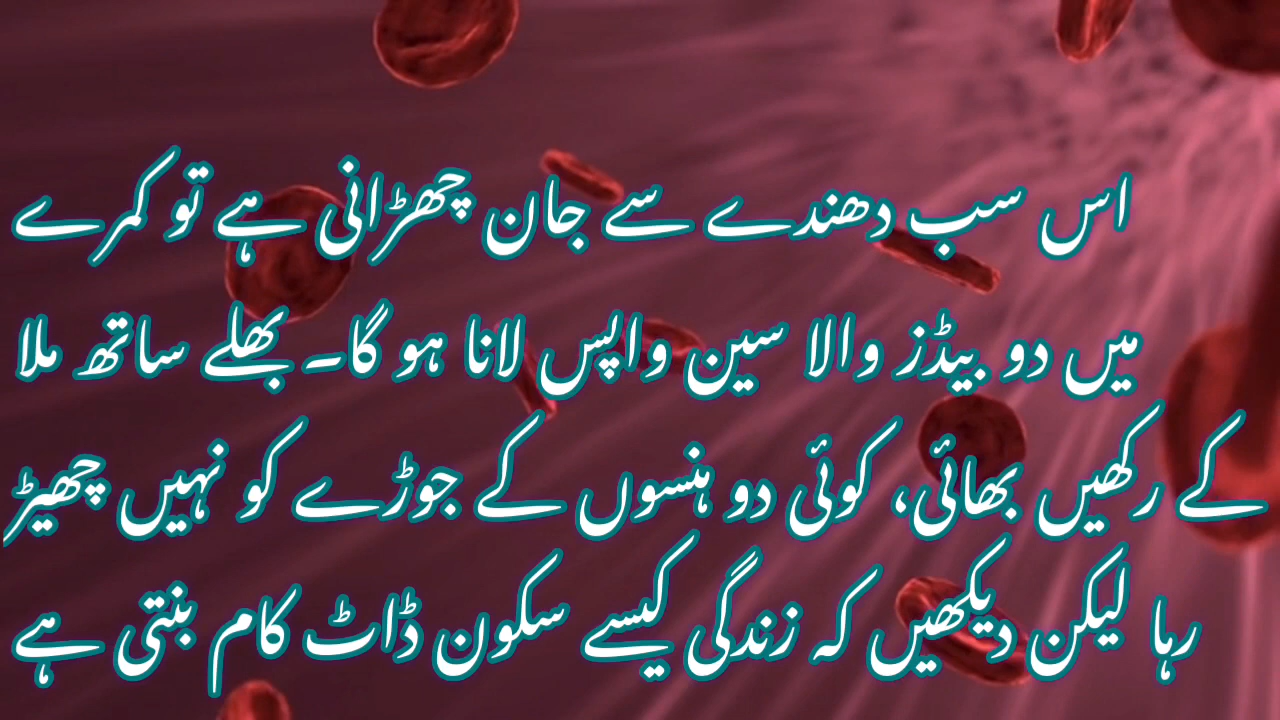 اس سب دھندے سے جان چھڑانی ہے تو کمرے
میں دو بیڈز والا سین واپس لانا ہو گا۔ بھلے ساتھ ملا
کے رکھیں بھائی، کوئی دو ہنسوں کے جوڑے کو نہیں چھیڑ
رہا لیکن دیکھیں کہ زندگی کیسے سکون ڈاٹ کام بنتی ہے